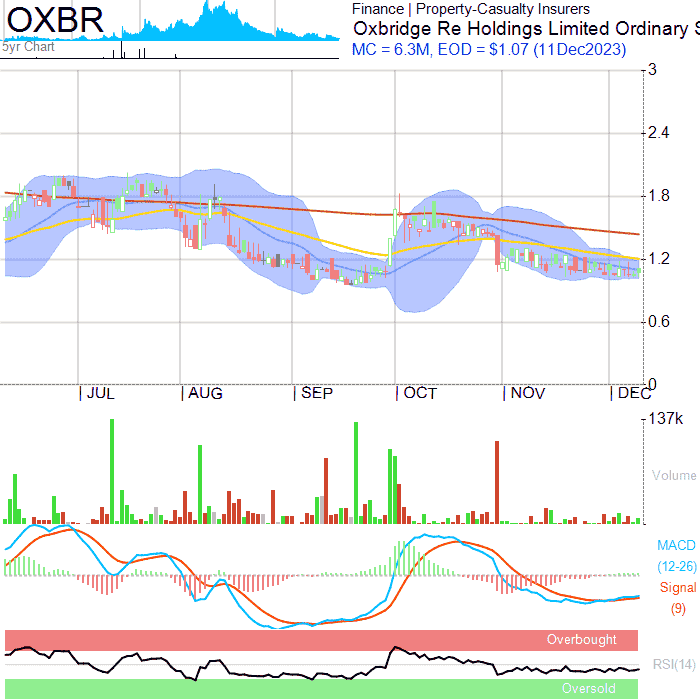 OXBR
5yr Chart
Finance | Property-Casualty Insurers
Oxbridge Re Holdings Limited Ordinary S
MC = 6.3M, EOD = $1.07 (11Dec2023)
3
2.4
1.8
1.2
0.6
0
| JUL | AUG | SEP | OCT | NOV | DEC
137k
Volume
MACD
(12-26)
Signal
(9)
Overbought
RSI(14)
Oversold